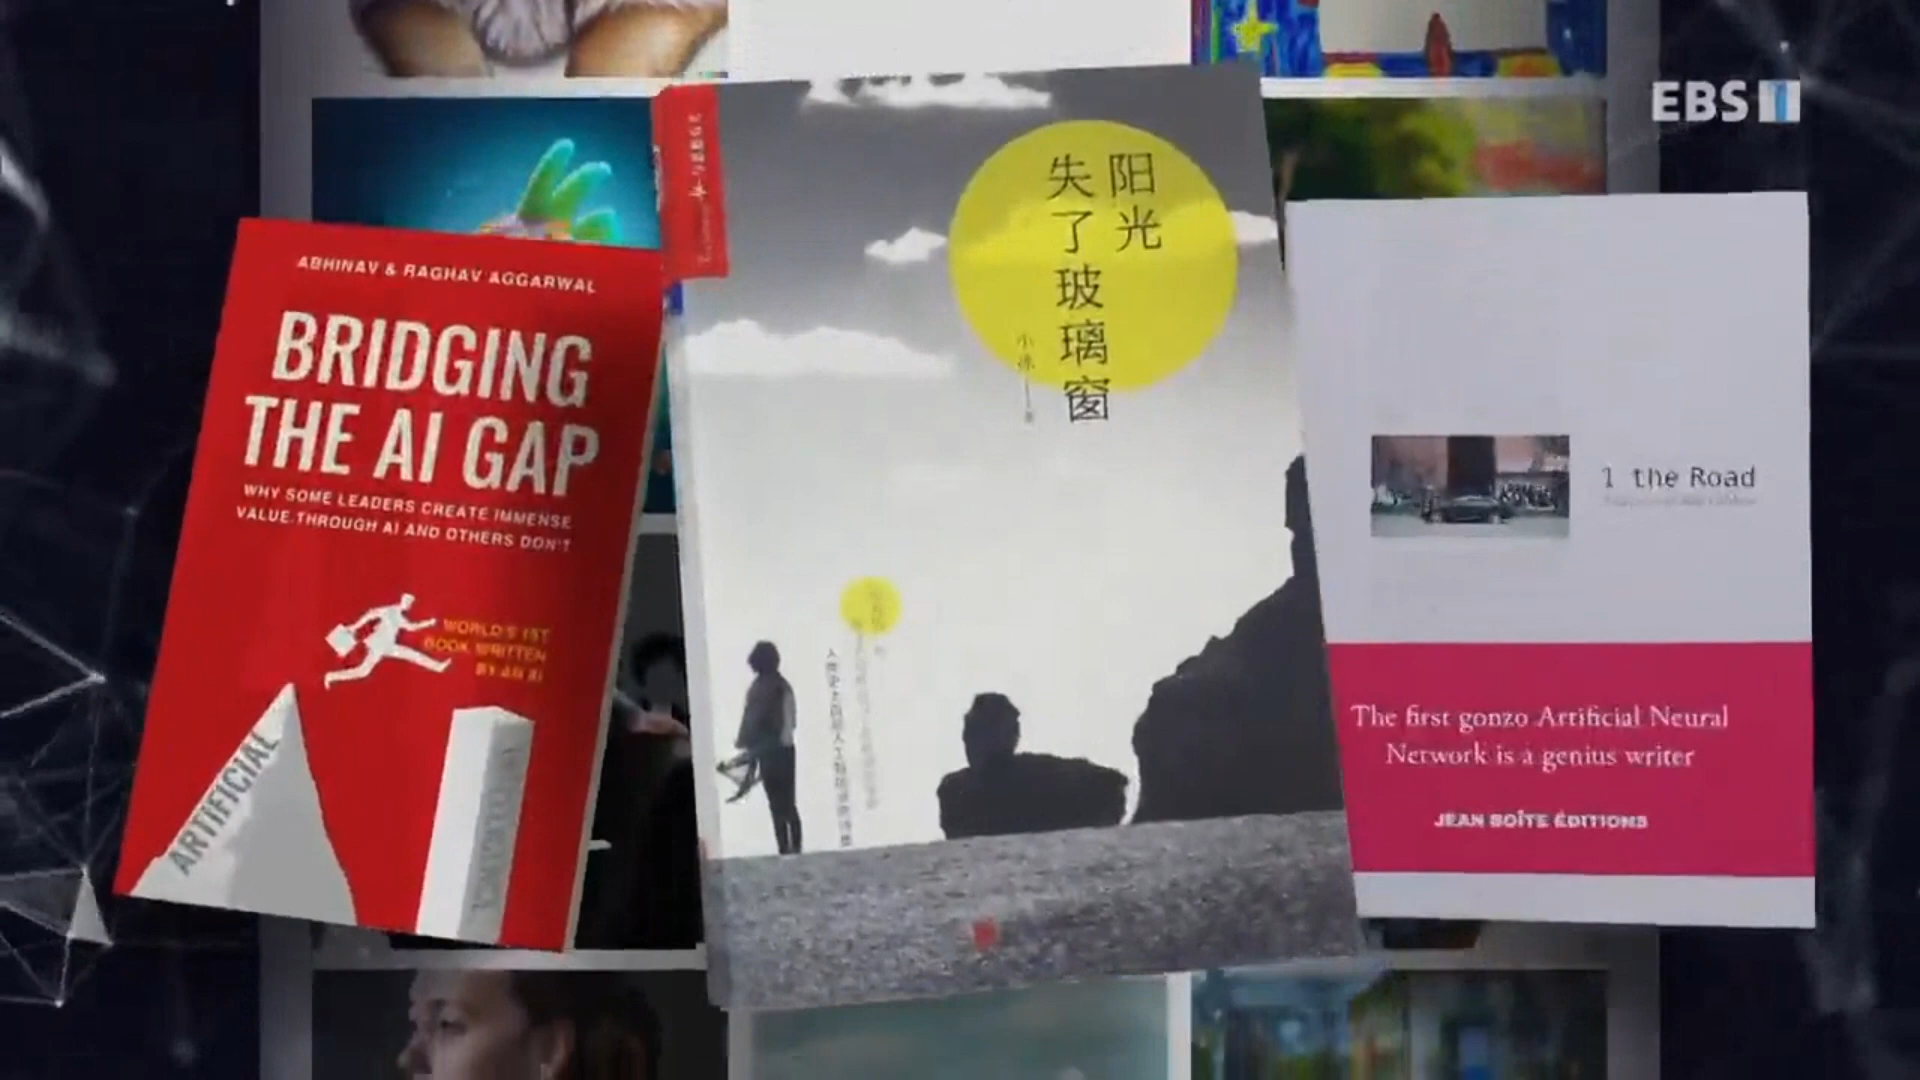 EBS 1
ABHINAV & RAGHAV AGGARWAL
BRIDGING
THE AI GAP
WHY SOME LEADERS CREATE IMMENSE
VALUE THROUGH AI AND OTHERS DON'T
WORLD'S 1ST
BOOK WRITTEN
BY AN AI
ARTIFICIAL
阳光
失了玻璃窗
小冰
1 the Road
The first gonzo Artificial Neural
Network is a genius writer
JEAN BOÎTE ÉDITIONS